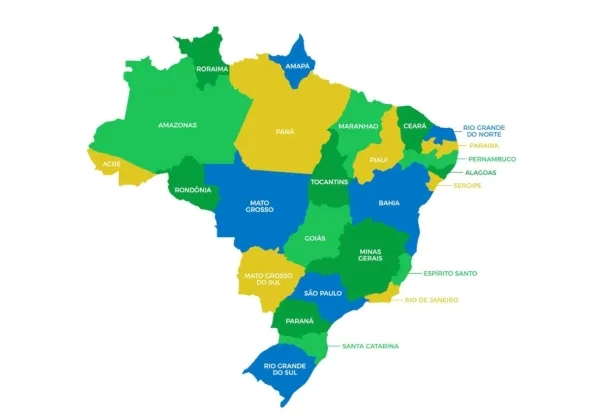 RORAIMA
AMAPÁ
AMAZONAS
PARÁ
MARANHAO
CEARÁ
RIO GRANDE
DO NORTE
PARAIBA
PERNAMBUCO
ALAGOAS
SERGIPE
PIAUI
ACRE
RONDÔNIA
TOCANTINS
MATO
GROSSO
BAHIA
GOIÁS
MINAS
GERAIS
ESPÍRITO SANTO
MATO GROSSO
DO SUL
SÃO PAULO
RIO DE JANEIRO
PARANÁ
SANTA CATARINA
RIO GRANDE
DO SUL